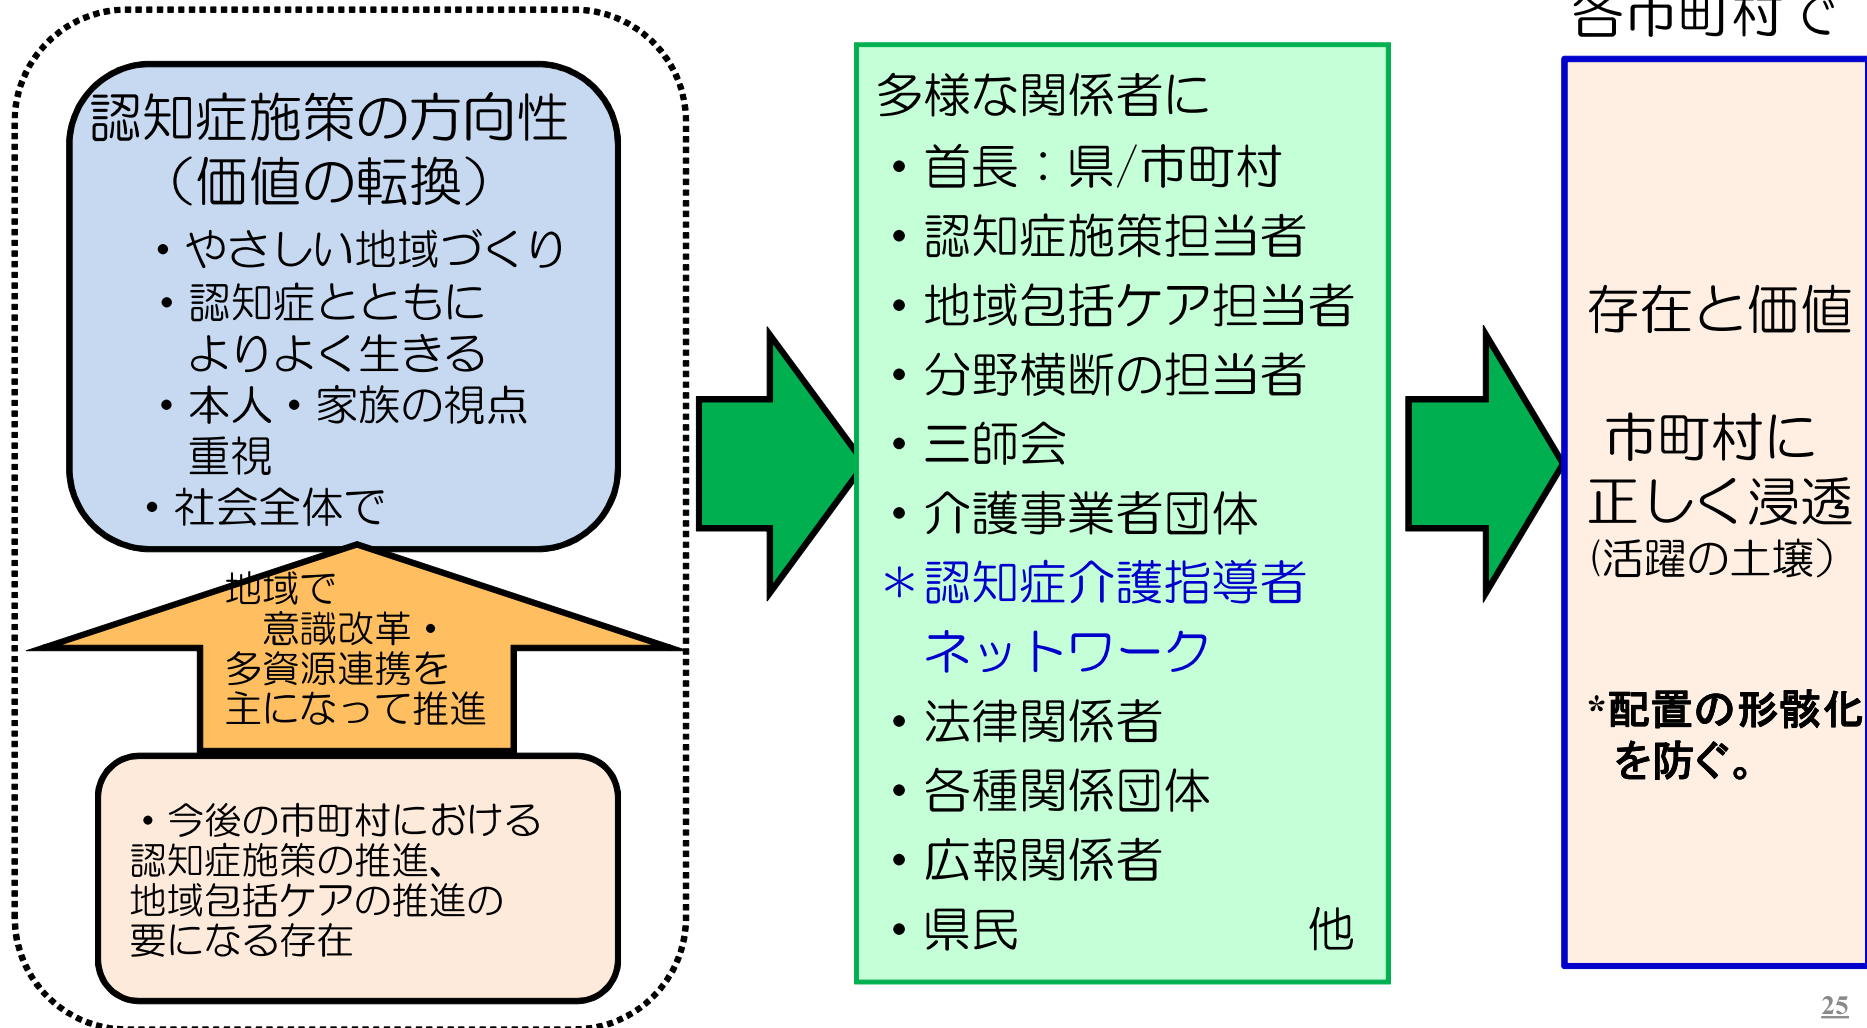 認知症施策の方向性
（価値の転換）
・やさしい地域づくり
・認知症とともに
よりよく生きる
・本人・家族の視点
重視
・社会全体で
地域で
意識改革・
多資源連携を
主になって推進
・今後の市町村における
認知症施策の推進、
地域包括ケアの推進の
要になる存在
多様な関係者に
・首長：県/市町村
・認知症施策担当者
・地域包括ケア担当者
・分野横断の担当者
・三師会
・介護事業者団体
＊認知症介護指導者
ネットワーク
・法律関係者
・各種関係団体
・広報関係者
・県民 他
各市町村で
存在と価値
市町村に
正しく浸透
(活躍の土壌）
*配置の形骸化
を防ぐ。
25